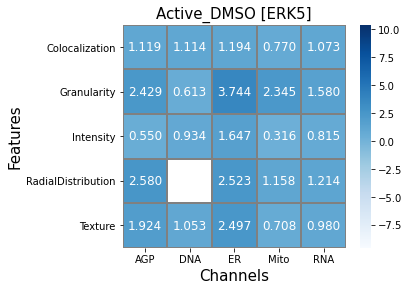 Active_DMSO [ERK5]
Features
Colocalization 1.119 1.114 1.194 0.770 1.073
Granularity 2.429 0.613 3.744 2.345 1.580
Intensity 0.550 0.934 1.647 0.316 0.815
RadialDistribution 2.580 2.523 1.158 1.214
Texture 1.924 1.053 2.497 0.708 0.980
AGP DNA ER Mito RNA
Channels
10.0
7.5
5.0
2.5
0.0
−2.5
−5.0
−7.5